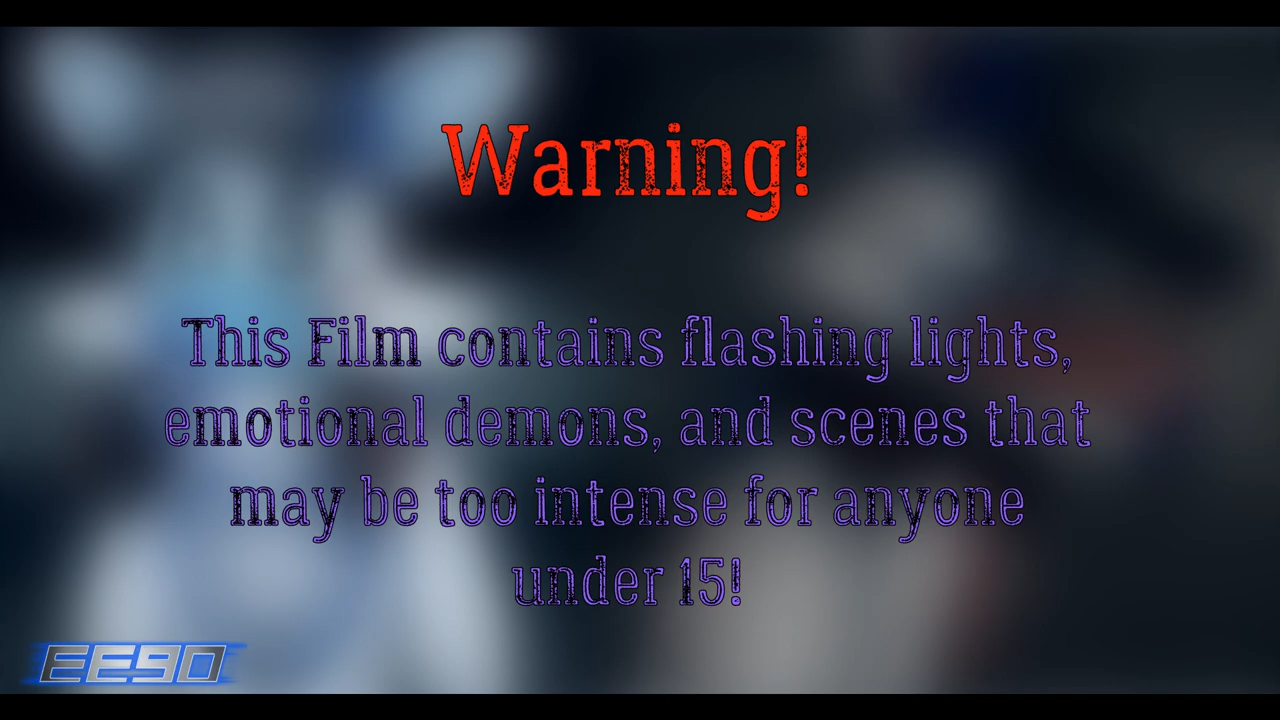 Warning!
This Film contains flashing lights,
emotional demons, and scenes that
may be too intense for anyone
under 15!
EE90